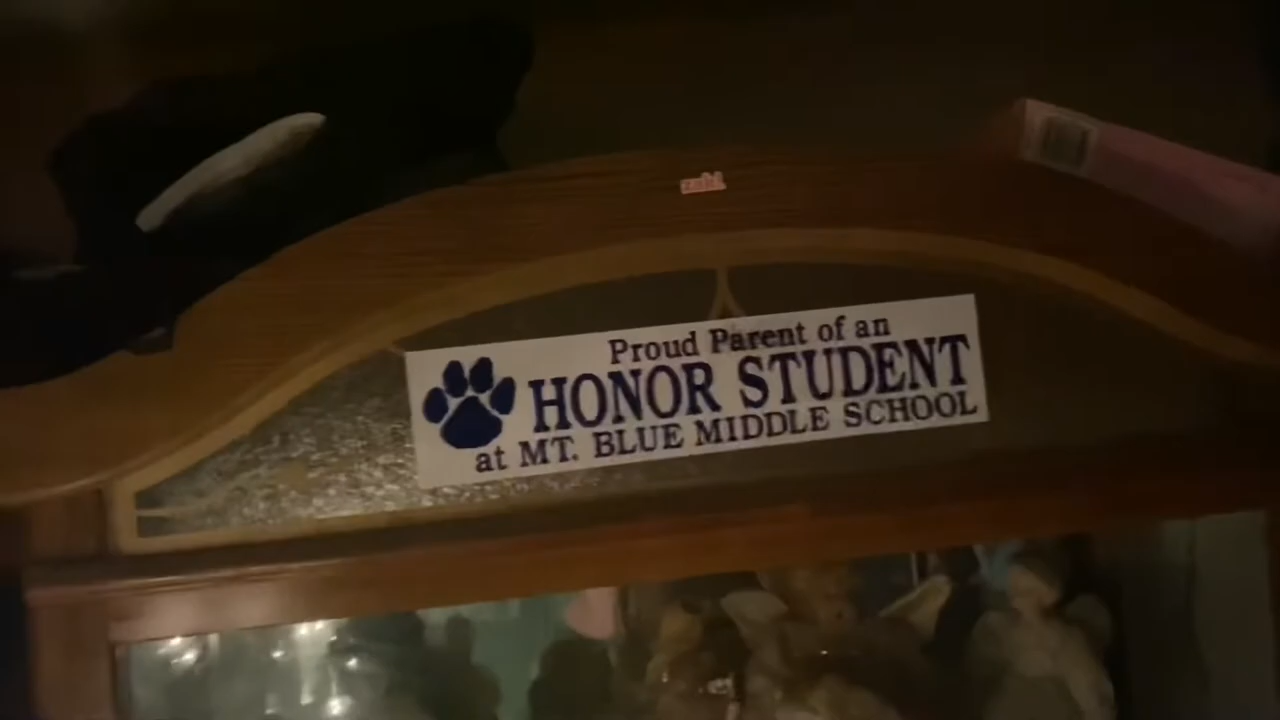 Proud Parent of an
HONOR STUDENT
at MT. BLUE MIDDLE SCHOOL